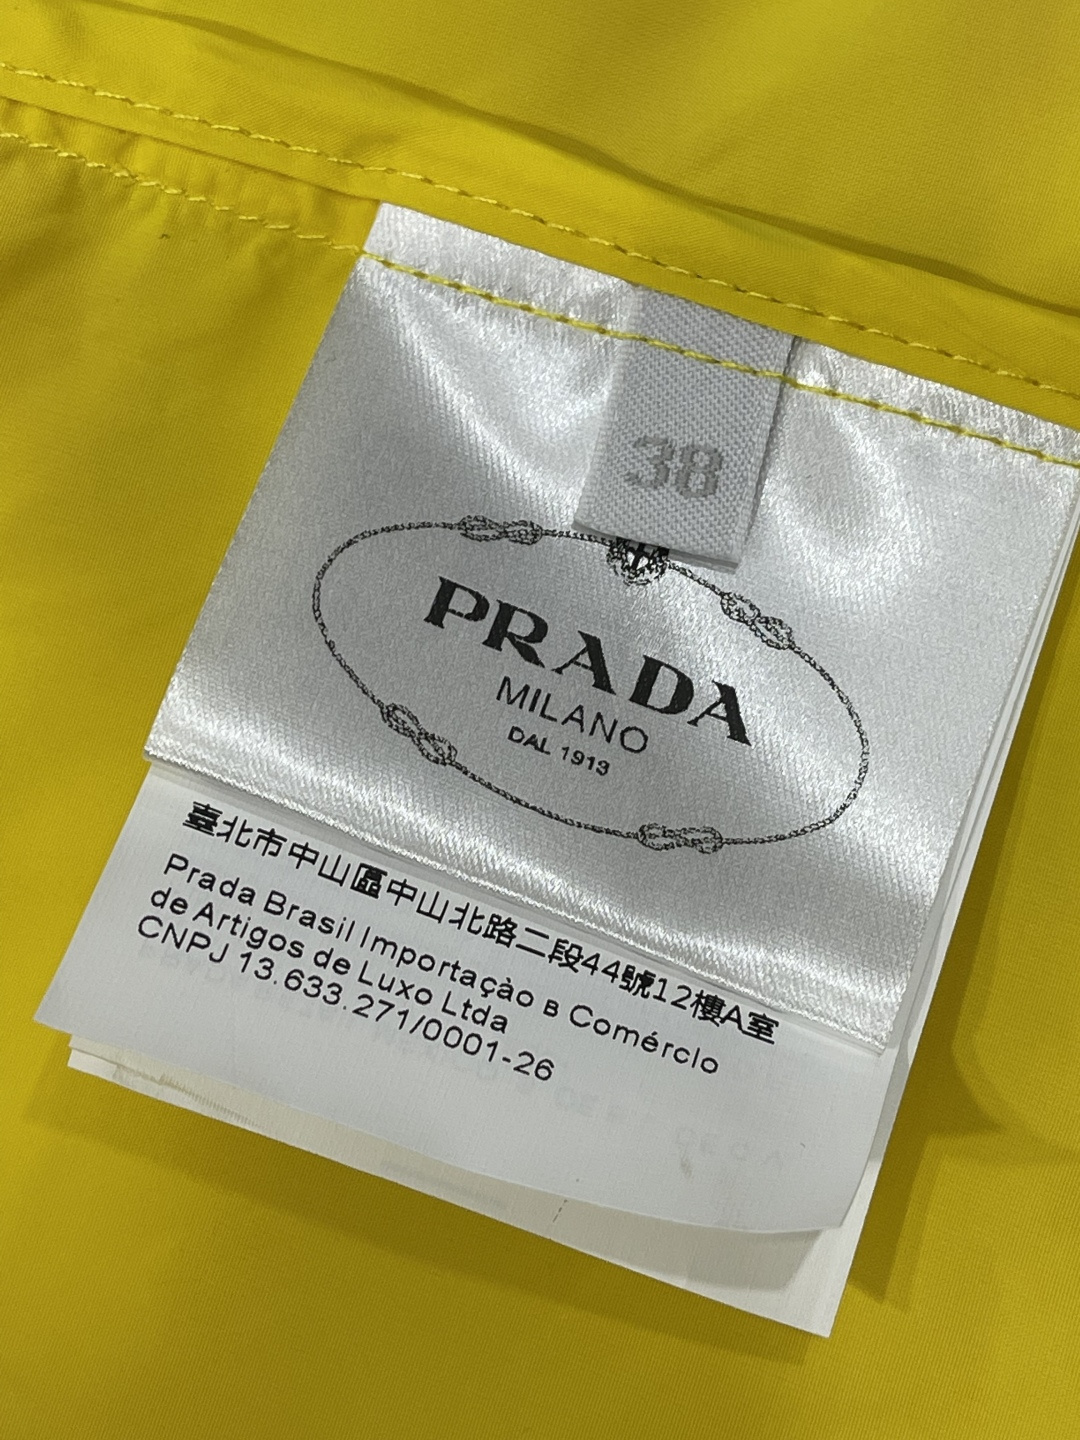 38
PRADA
MILANO
DAL 1913
臺北市中山區中山北路二段44號12樓A室
Prada Brasil Importação в Comérclo
de Artigos de Luxo Ltda
CNPJ 13.633.271/0001-26